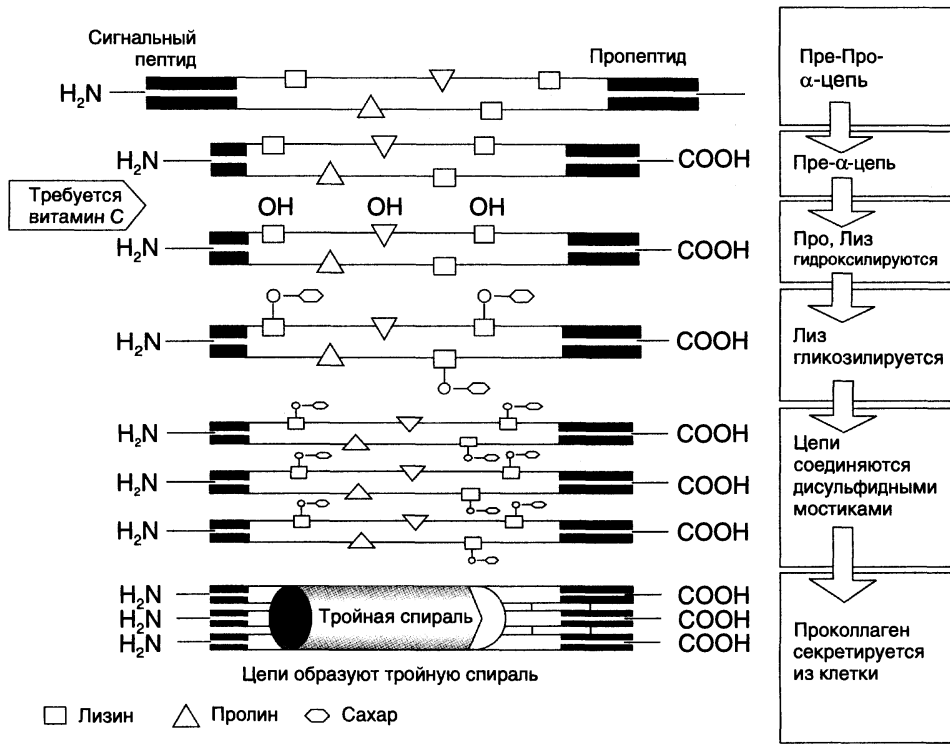 Сигнальный
пептид
Пропептид
H₂N
Пре-Про-
α-цепь
H₂N
COOH
Пре-α-цепь
Требуется
витамин С
OH OH OH
H₂N
COOH
Про, Лиз
гидроксилируются
H₂N
COOH
Лиз
гликозилируется
H₂N
COOH
H₂N
COOH
H₂N
COOH
Цепи
соединяются
дисульфидными
мостиками
H₂N
COOH
H₂N
Тройная спираль
COOH
H₂N
COOH
Проколлаген
секретируется
из клетки
Цепи образуют тройную спираль
Лизин
Пролин
Сахар